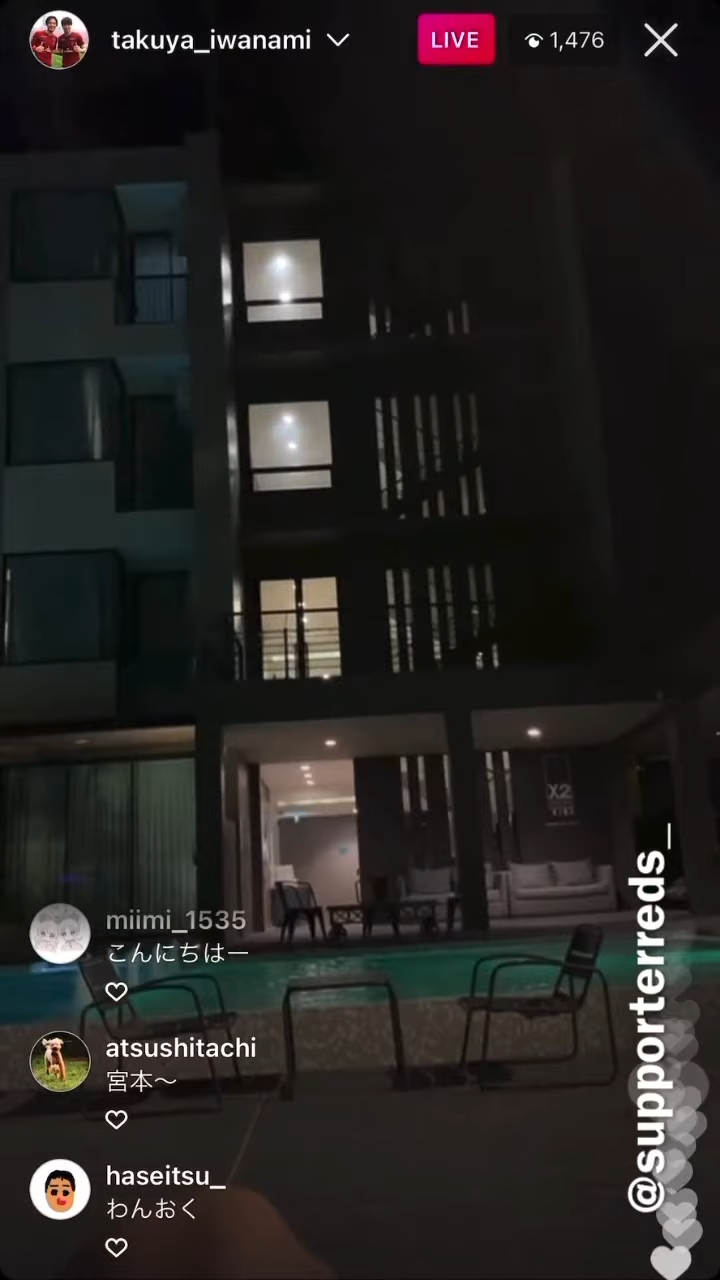 takuya_iwanami
LIVE
1,476
X2
miimi_1535
こんにちはー
atsushitachi
宮本〜
haseitsu_
わんおく
@supporterreds_